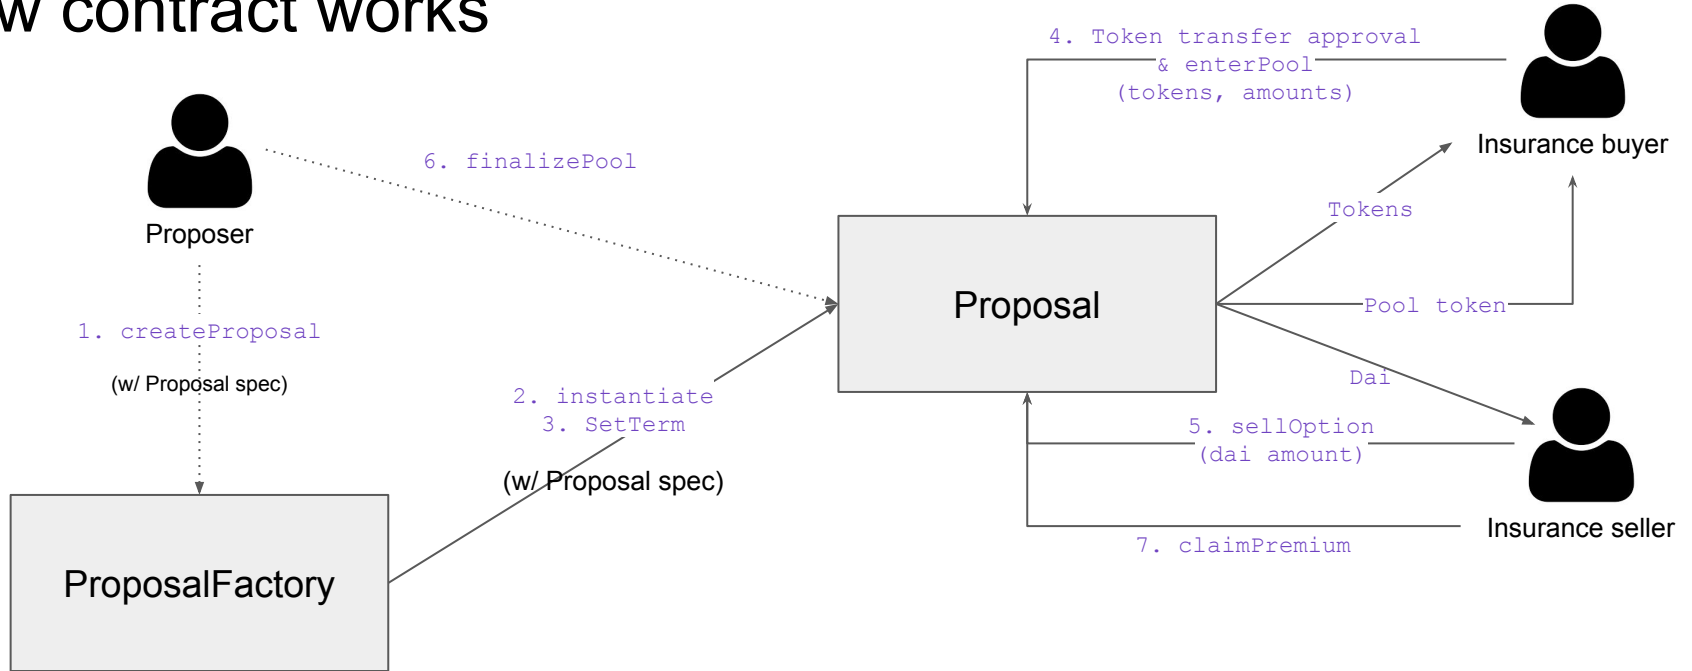 w contract works
4. Token transfer approval
& enterPool
(tokens, amounts)
Insurance buyer
6. finalizePool
Proposer
Tokens
1. createProposal
(w/ Proposal spec)
Proposal
Pool token
Dai
2. instantiate
3. SetTerm
(w/ Proposal spec)
5. sellOption
(dai amount)
Insurance seller
7. claimPremium
ProposalFactory